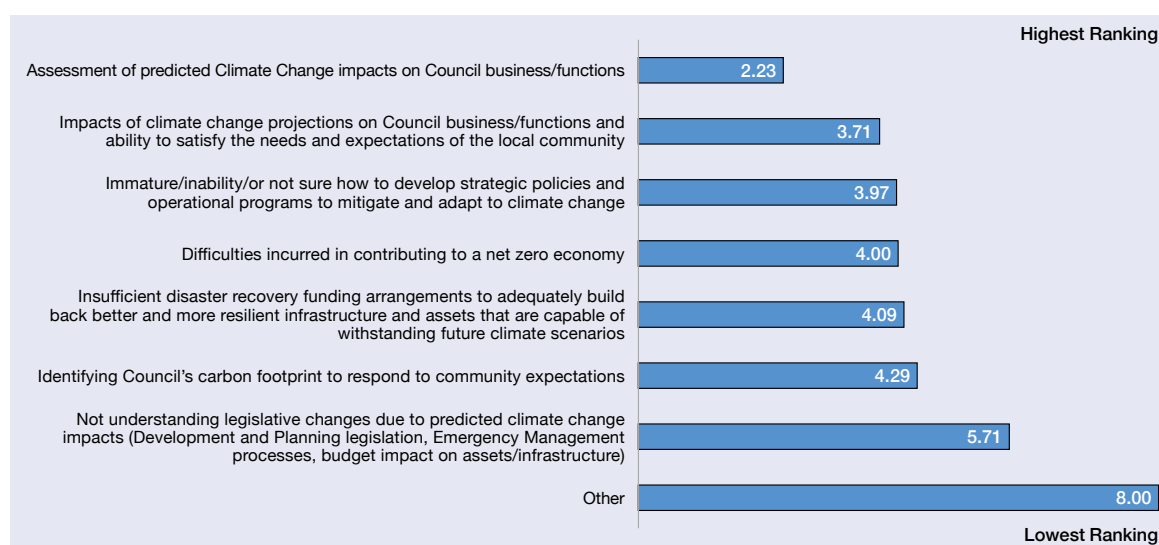 Highest Ranking
Assessment of predicted Climate Change impacts on Council business/functions
2.23
Impacts of climate change projections on Council business/functions and
ability to satisfy the needs and expectations of the local community
3.71
Immature/inability/or not sure how to develop strategic policies and
operational programs to mitigate and adapt to climate change
3.97
Difficulties incurred in contributing to a net zero economy
4.00
Insufficient disaster recovery funding arrangements to adequately build
back better and more resilient infrastructure and assets that are capable of
withstanding future climate scenarios
4.09
Identifying Council's carbon footprint to respond to community expectations
4.29
Not understanding legislative changes due to predicted climate change
impacts (Development and Planning legislation, Emergency Management
processes, budget impact on assets/infrastructure)
5.71
Other
8.00
Lowest Ranking